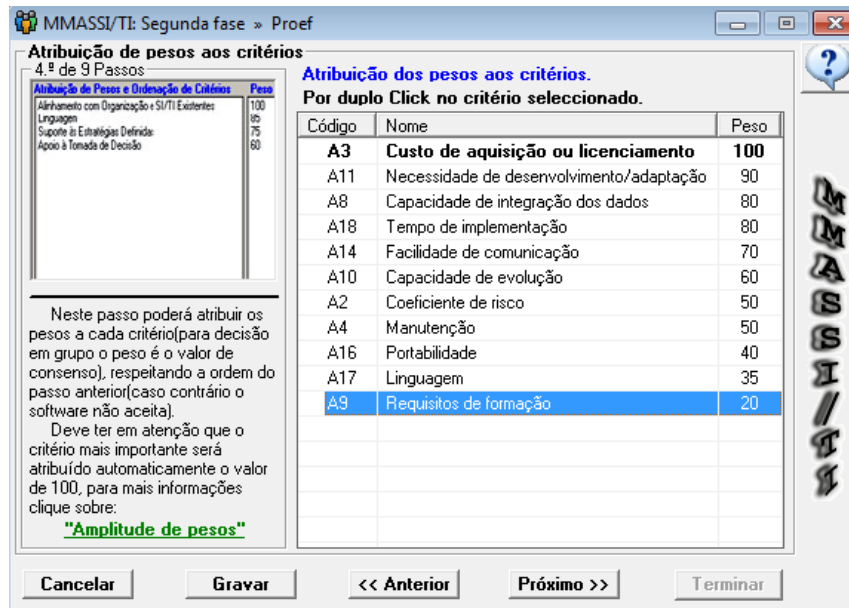 MMASSI/TI: Segunda fase » Proef
Atribuição de pesos aos critérios
4.º de 9 Passos
Atribuição de Pesos e Ordenação de Critérios Peso
Alinhamento com Organização e SI/TI Existentes 100
Linguagem 85
Suporte às Estratégias Definidas 75
Apoio à Tomada de Decisão 60
Neste passo poderá atribuir os
pesos a cada critério(para decisão
em grupo o peso é o valor de
consenso), respeitando a ordem do
passo anterior(caso contrário o
software não aceita).
Deve ter em atenção que o
critério mais importante será
atribuído automaticamente o valor
de 100, para mais informações
clique sobre:
"Amplitude de pesos"
Atribuição dos pesos aos critérios.
Por duplo Click no critério seleccionado.
Código Nome Peso
A3 Custo de aquisição ou licenciamento 100
A11 Necessidade de desenvolvimento/adaptação 90
A8 Capacidade de integração dos dados 80
A18 Tempo de implementação 80
A14 Facilidade de comunicação 70
A10 Capacidade de evolução 60
A2 Coeficiente de risco 50
A4 Manutenção 50
A16 Portabilidade 40
A17 Linguagem 35
A9 Requisitos de formação 20
?
MMASSI/TI
Cancelar Gravar << Anterior Próximo >> Terminar